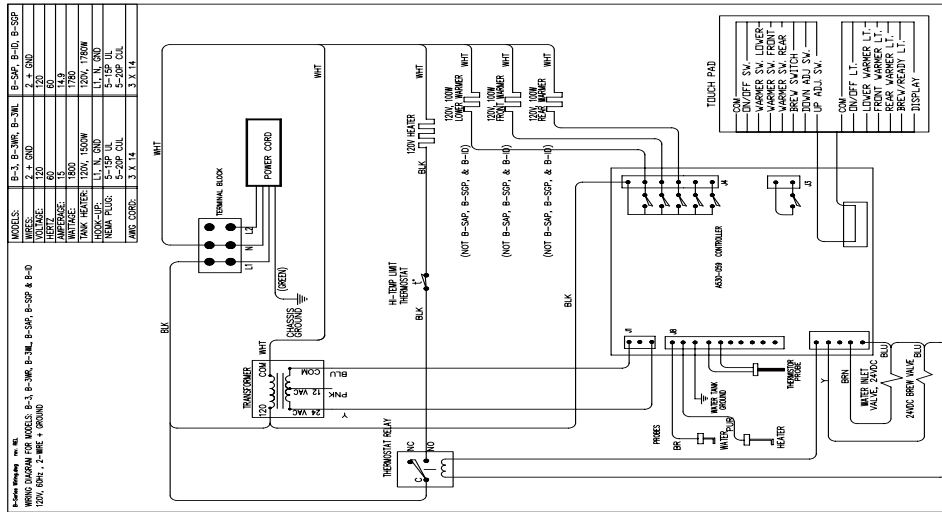 B-Series Wiring.dwg rev. REL
WIRING DIAGRAM FOR MODELS: B-3, B-3WR, B-3WL, B-SAP, B-SGP & B-ID
120V, 60Hz, 2-WIRE + GROUND
MODELS: B-3, B-3WR, B-3WL B-SAP, B-ID, B-SGP
WIRES: 2 + GND 2 + GND
VOLTAGE: 120 120
HERTZ 60 60
AMPERAGE: 15 14.9
WATTAGE: 1800 1780
TANK HEATER: 120V, 1500W 120V, 1780W
HOOK-UP: L1, N, GND L1, N, GND
NEMA PLUG: 5-15P UL 5-15P UL
5-20P CUL 5-20P CUL
AWG CORD: 3 X 14 3 X 14
WHT
TERMINAL BLOCK
POWER CORD
L1
N
L2
(GREEN)
CHASSIS
GROUND
BLK
TRANSFORMER
WHT
120
COM
24 VAC
12 VAC
COM
Y
PNK
BLU
HI-TEMP LIMIT
THERMOSTAT
t°
BLK
BLK
120V HEATER
WHT
WHT
THERMOSTAT RELAY
NC
NO
C
120V, 100W
LOWER WARMER
WHT
120V, 100W
FRONT WARMER
WHT
120V, 100W
REAR WARMER
WHT
(NOT B-SAP, B-SGP, & B-ID)
(NOT B-SAP, B-SGP, & B-ID)
(NOT B-SAP, B-SGP, & B-ID)
BLK
J1
J8
J4
J3
A530-059 CONTROLLER
PROBES
BR
WATER
PUR
HEATER
WATER TANK
GROUND
THERMISTOR
PROBE
Y
BRN
BLU
WATER INLET
VALVE, 24VDC
24VDC BREW VALVE
BLU
TOUCH PAD
COM
ON/OFF SW.
WARMER SW. LOWER
WARMER SW. FRONT
WARMER SW. REAR
BREW SWITCH
DOWN ADJ SW.
UP ADJ. SW.
COM
ON/OFF LT.
LOWER WARMER LT.
FRONT WARMER LT.
REAR WARMER LT.
BREW/READY LT.
DISPLAY